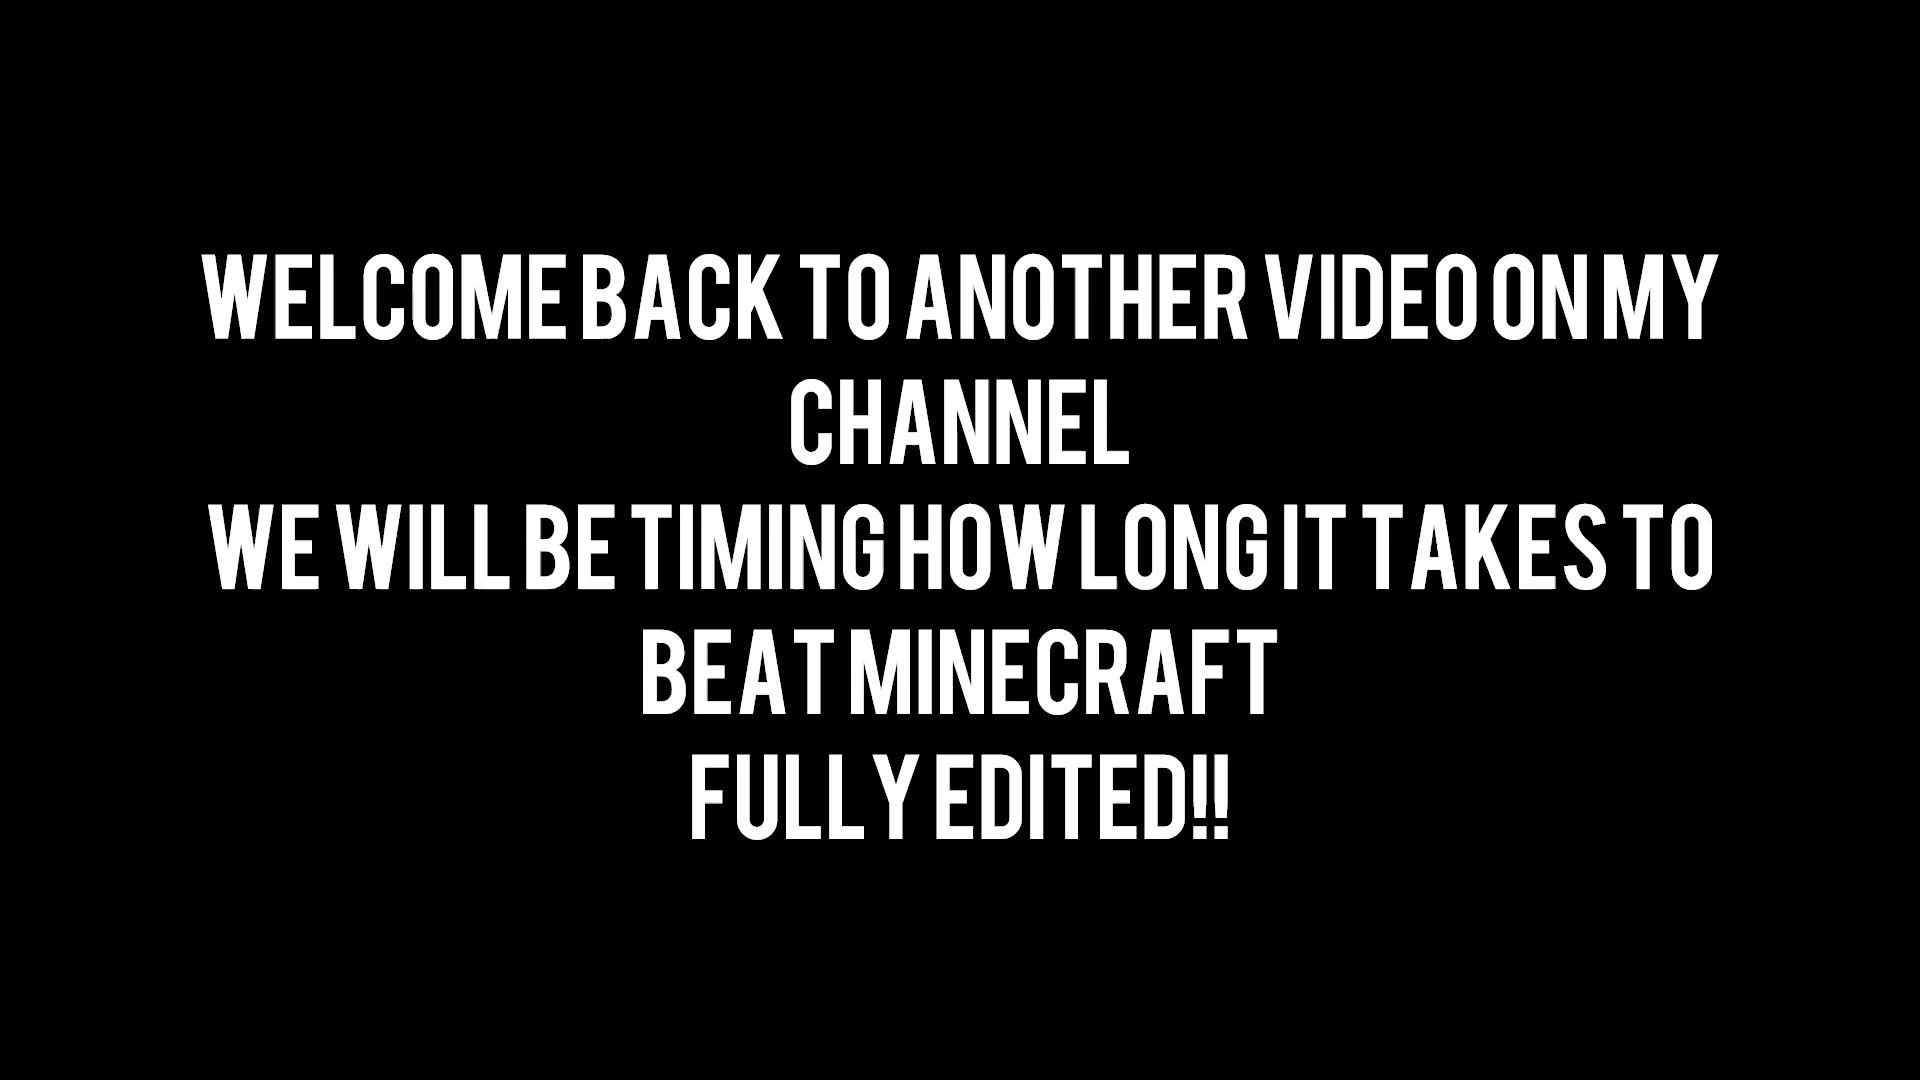 WELCOME BACK TO ANOTHER VIDEO ON MY
CHANNEL
WE WILL BE TIMING HOW LONG IT TAKES TO
BEAT MINECRAFT
FULLY EDITED!!